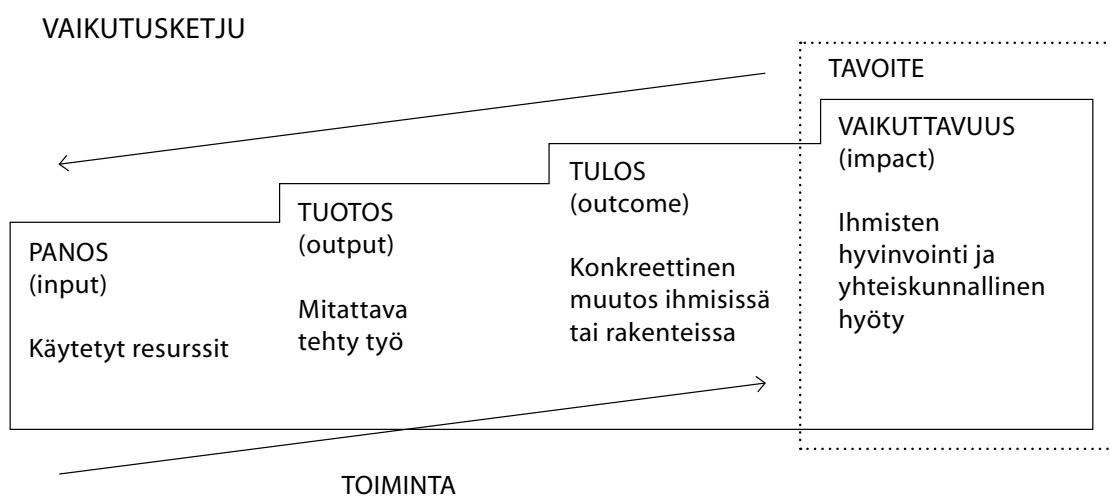 VAIKUTUSKETJU
TAVOITE
PANOS
(input)
Käytetyt resurssit
TUOTOS
(output)
Mitattava
tehty työ
TULOS
(outcome)
Konkreettinen
muutos ihmisissä
tai rakenteissa
VAIKUTTAVUUS
(impact)
Ihmisten
hyvinvointi ja
yhteiskunnallinen
hyöty
TOIMINTA